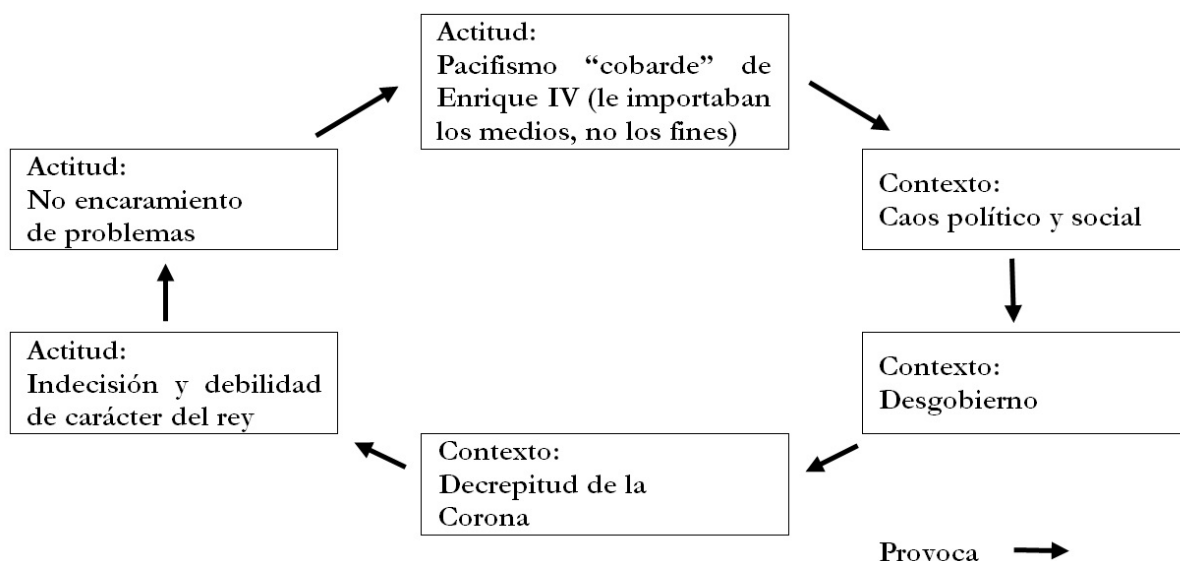 Actitud:
Pacifismo “cobarde” de
Enrique IV (le importaban
los medios, no los fines)
Contexto:
Caos político y social
Contexto:
Desgobierno
Contexto:
Decrepitud de la
Corona
Actitud:
Indecisión y debilidad
de carácter del rey
Actitud:
No encaramiento
de problemas
Provoca